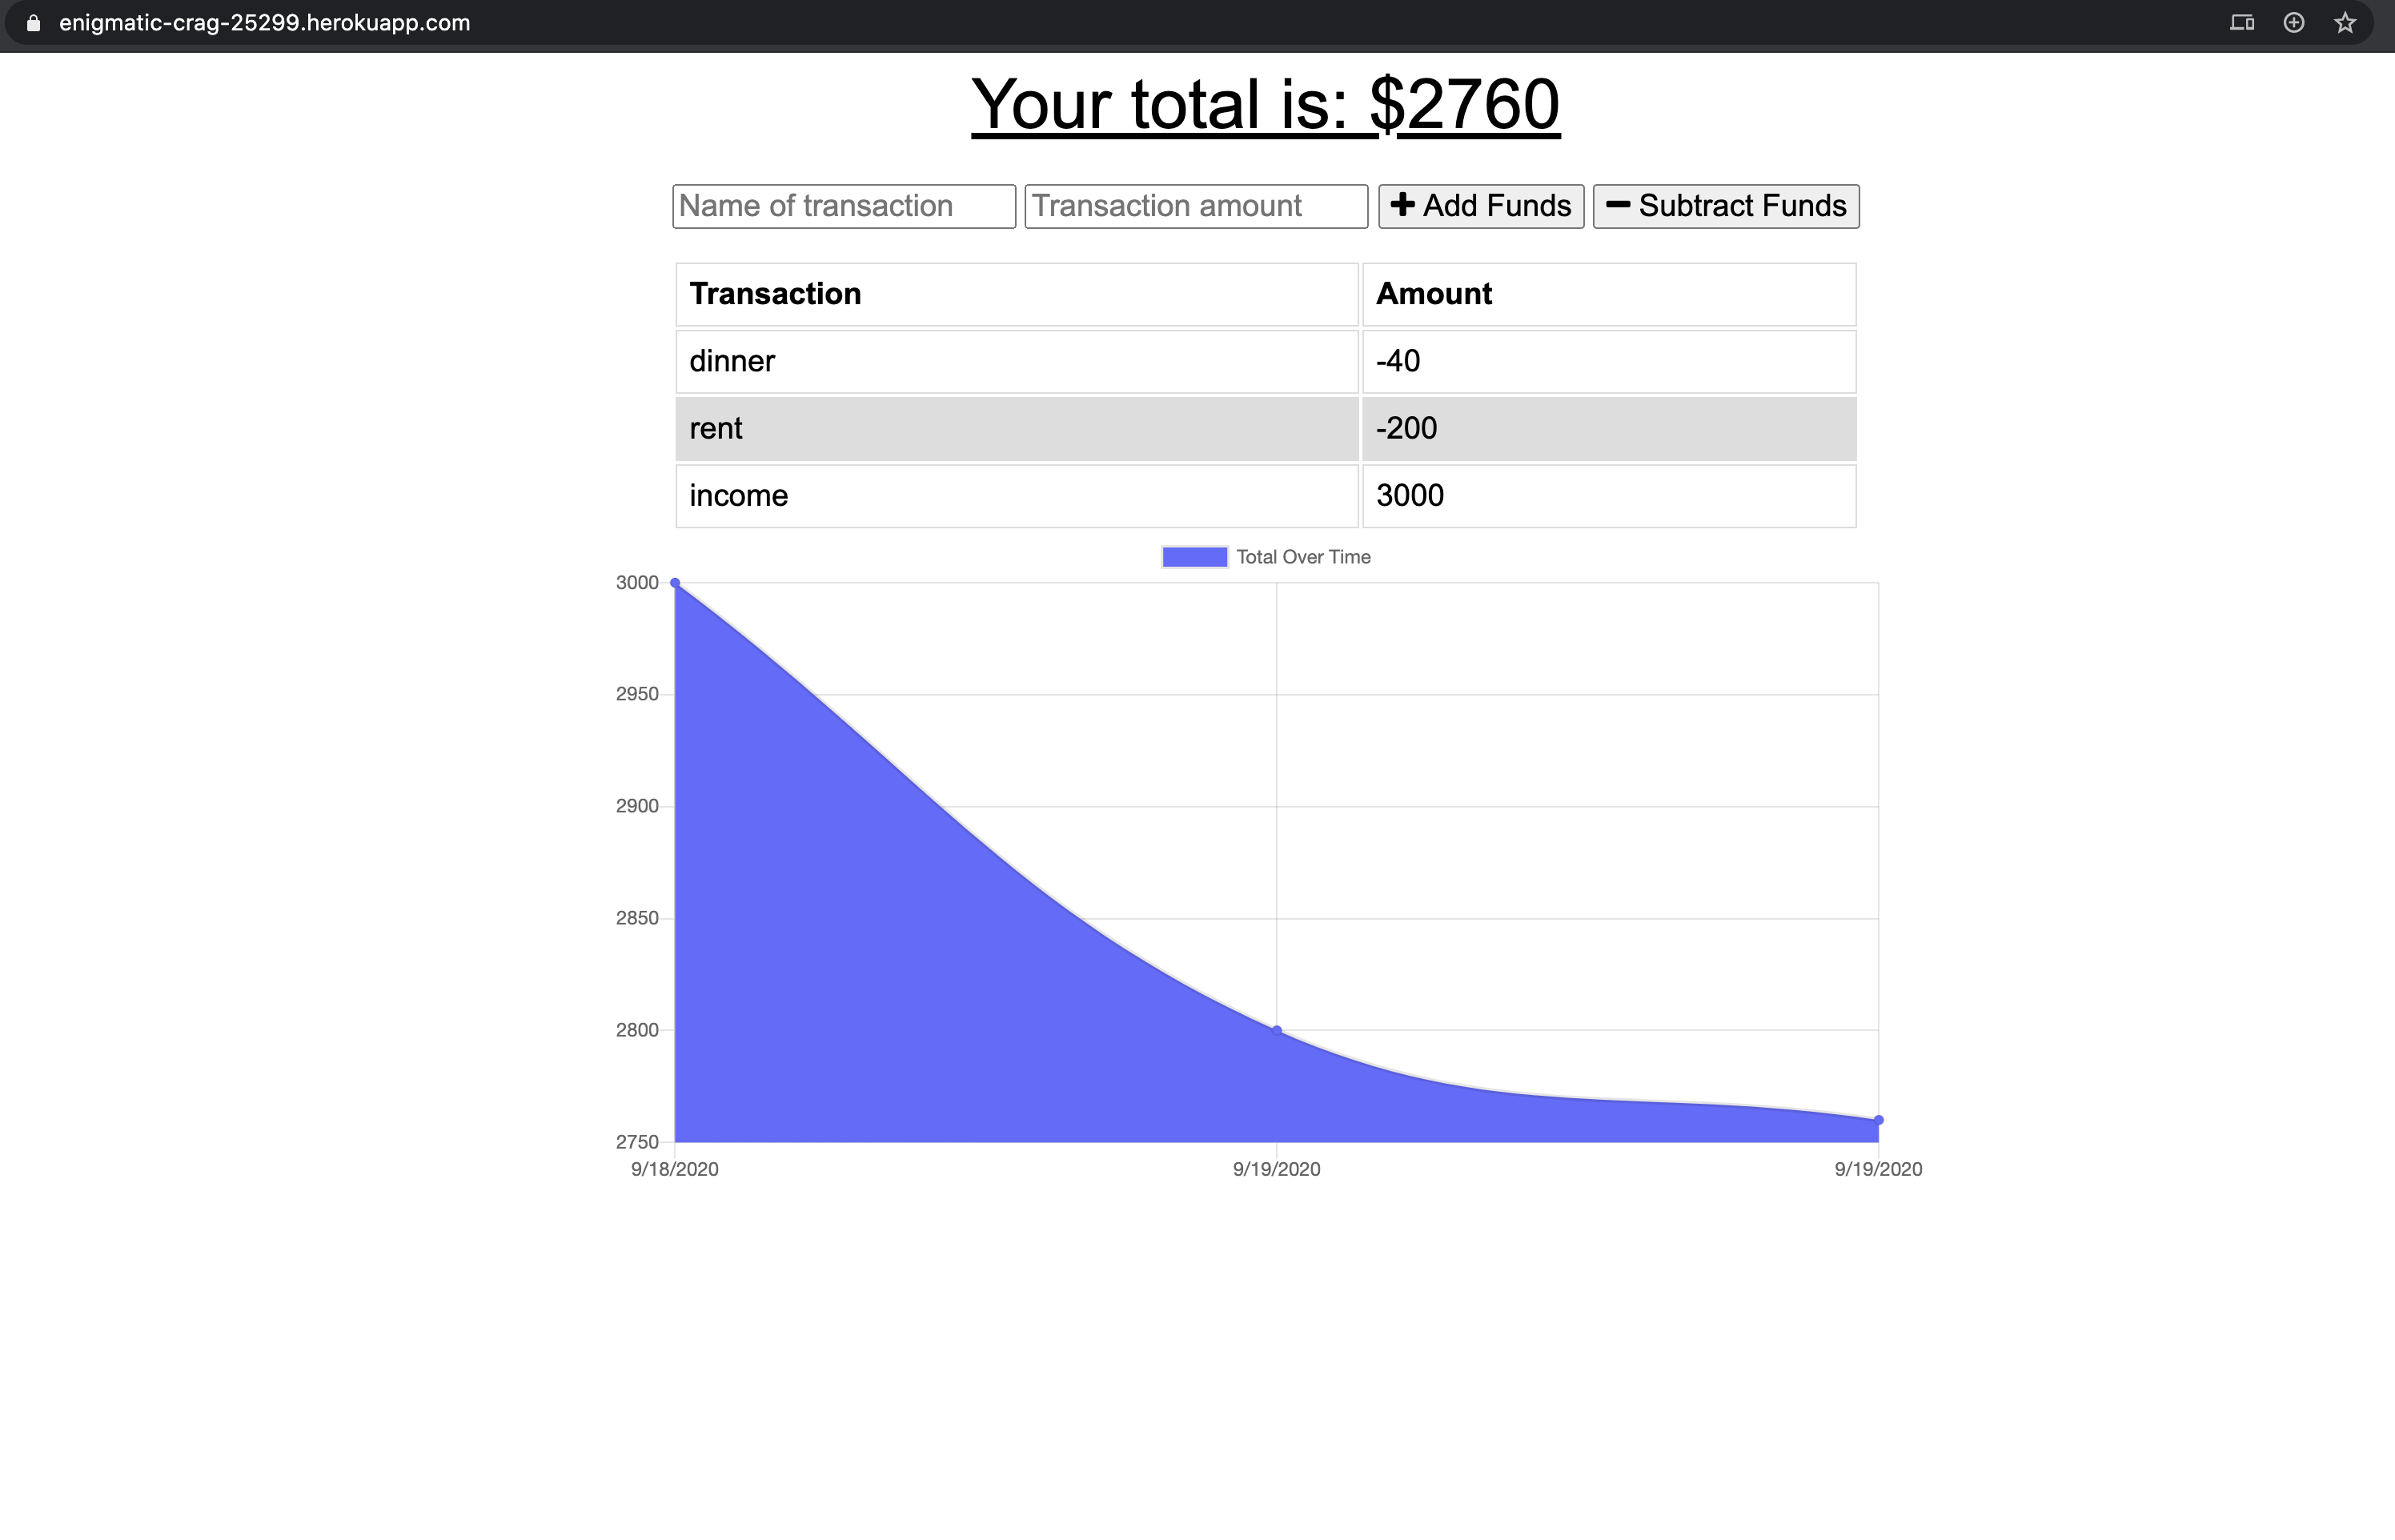 enigmatic-crag-25299.herokuapp.com
Your total is: $2760
Name of transaction Transaction amount Add Funds Subtract Funds
Transaction Amount
dinner -40
rent -200
income 3000
Total Over Time
3000
2950
2900
2850
2800
2750
9/18/2020 9/19/2020 9/19/2020